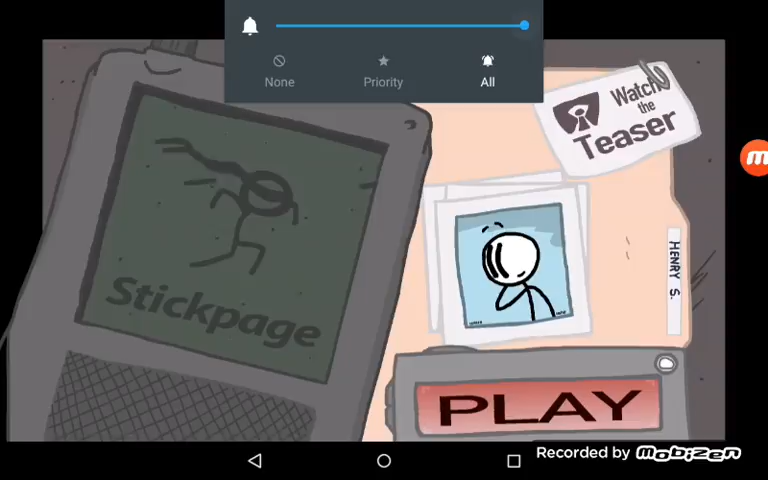 None
Priority
All
Watch
the
Teaser
Stickpage
HENRY S.
PLAY
Recorded by mobizen